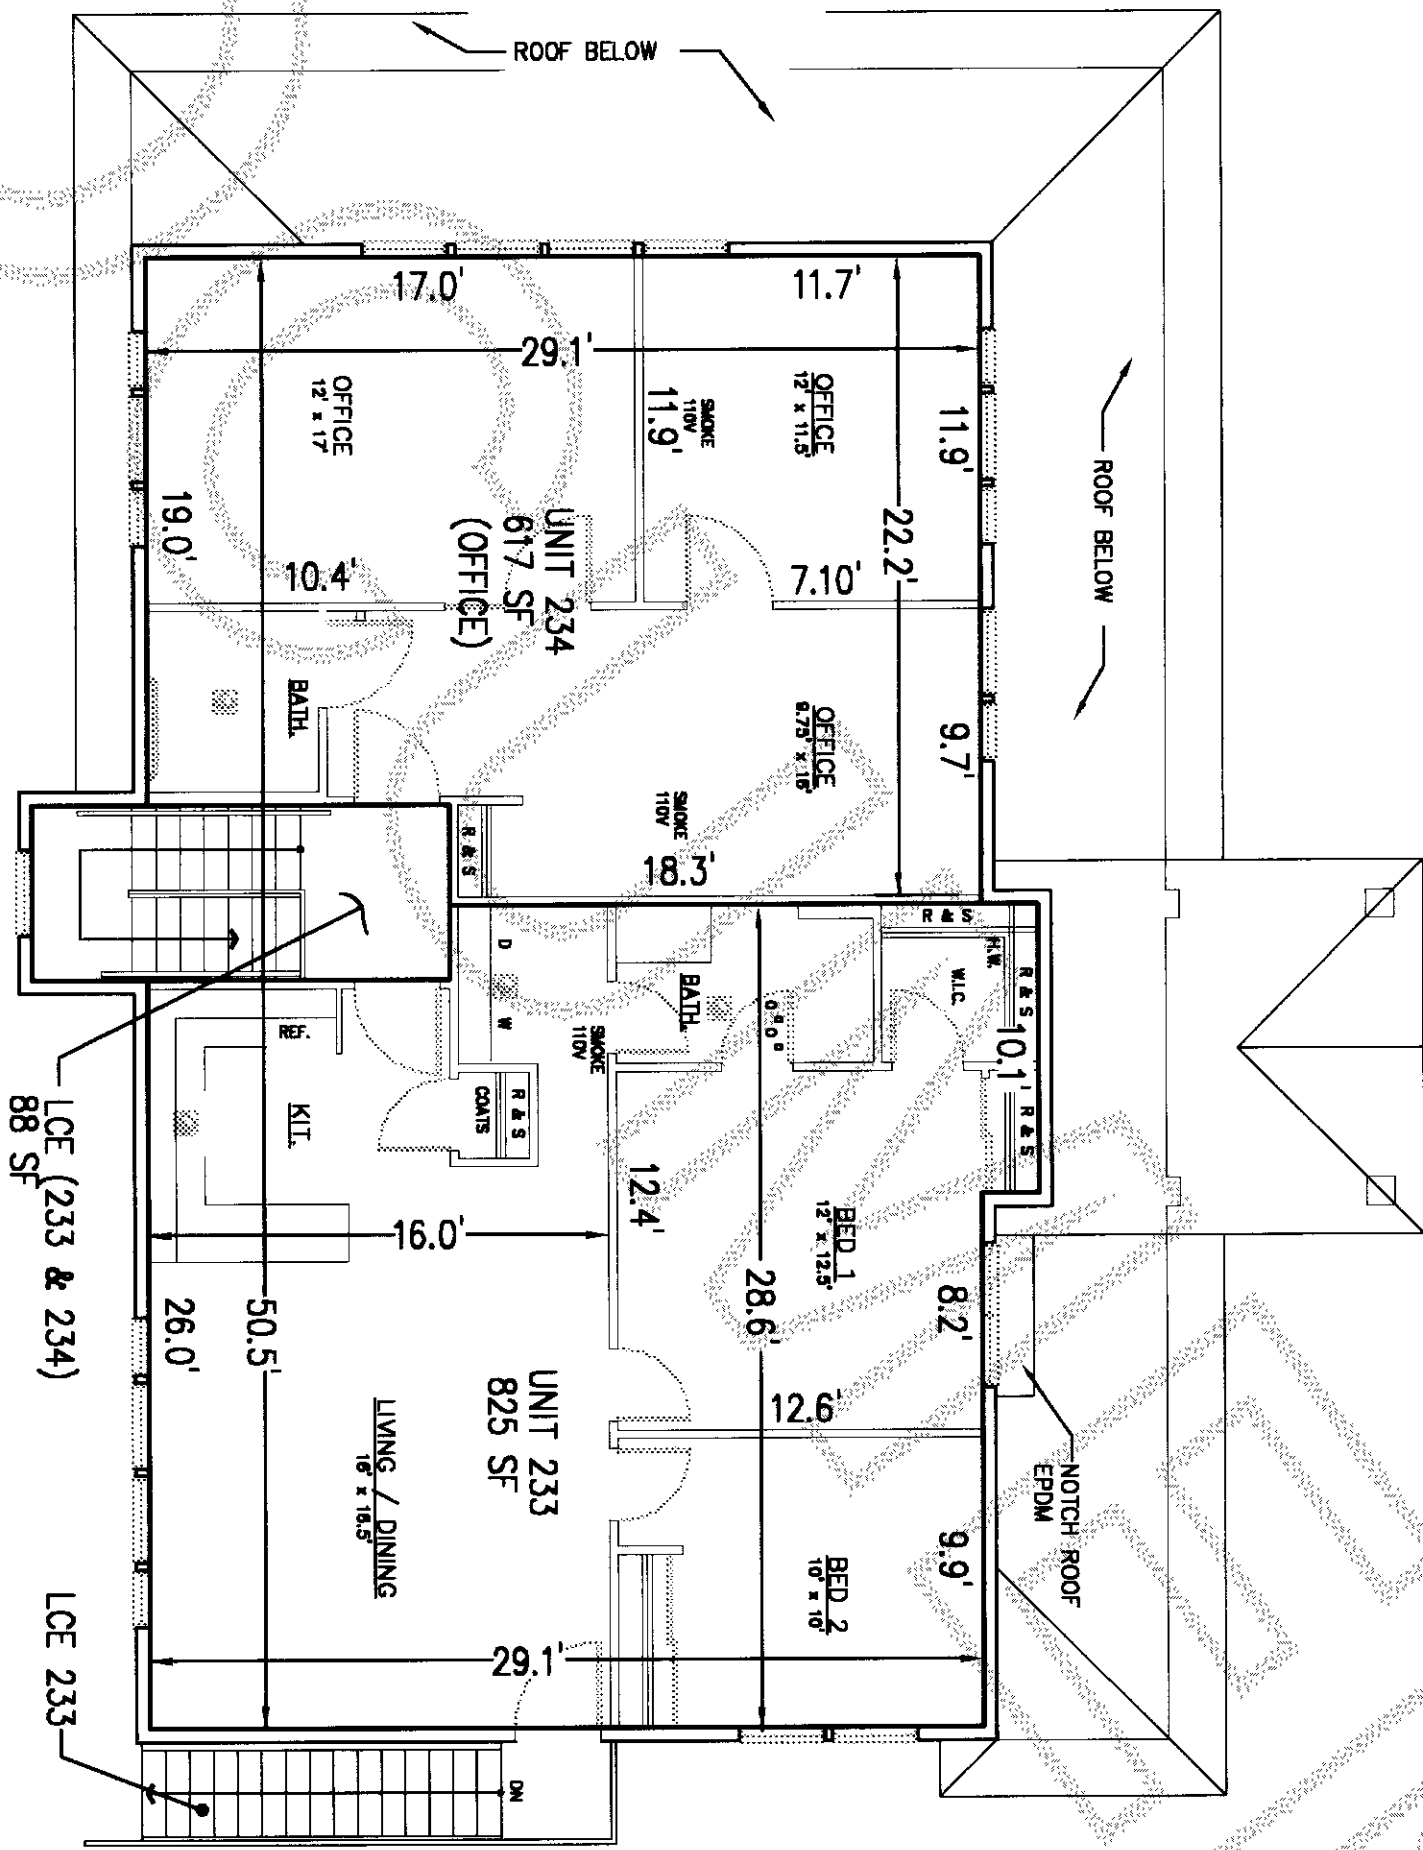 ROOF BELOW
17.0'
11.7'
29.1'
OFFICE
12' x 17'
SMOKE
110V
11.9'
OFFICE
12' x 11.5'
11.9'
ROOF BELOW
19.0'
10.4'
UNIT 234
617 SF
(OFFICE)
22.2'
7.10'
BATH.
OFFICE
9.75' x 16'
9.7'
SMOKE
110V
18.3'
R & S
D
W
BATH.
R & S
H.W.
W.I.C.
R & S
10.1'
R & S
REF.
SMOKE
110V
KIT.
COATS
R & S
LCE (233 & 234)
88 SF
16.0'
12.4'
BED 1
12' x 12.5'
28.6'
8.2'
26.0'
50.5'
12.6'
UNIT 233
825 SF
LIVING / DINING
16' x 16.5'
NOTCH ROOF
EPDM
BED 2
10' x 10'
9.9'
29.1'
LCE 233
DN